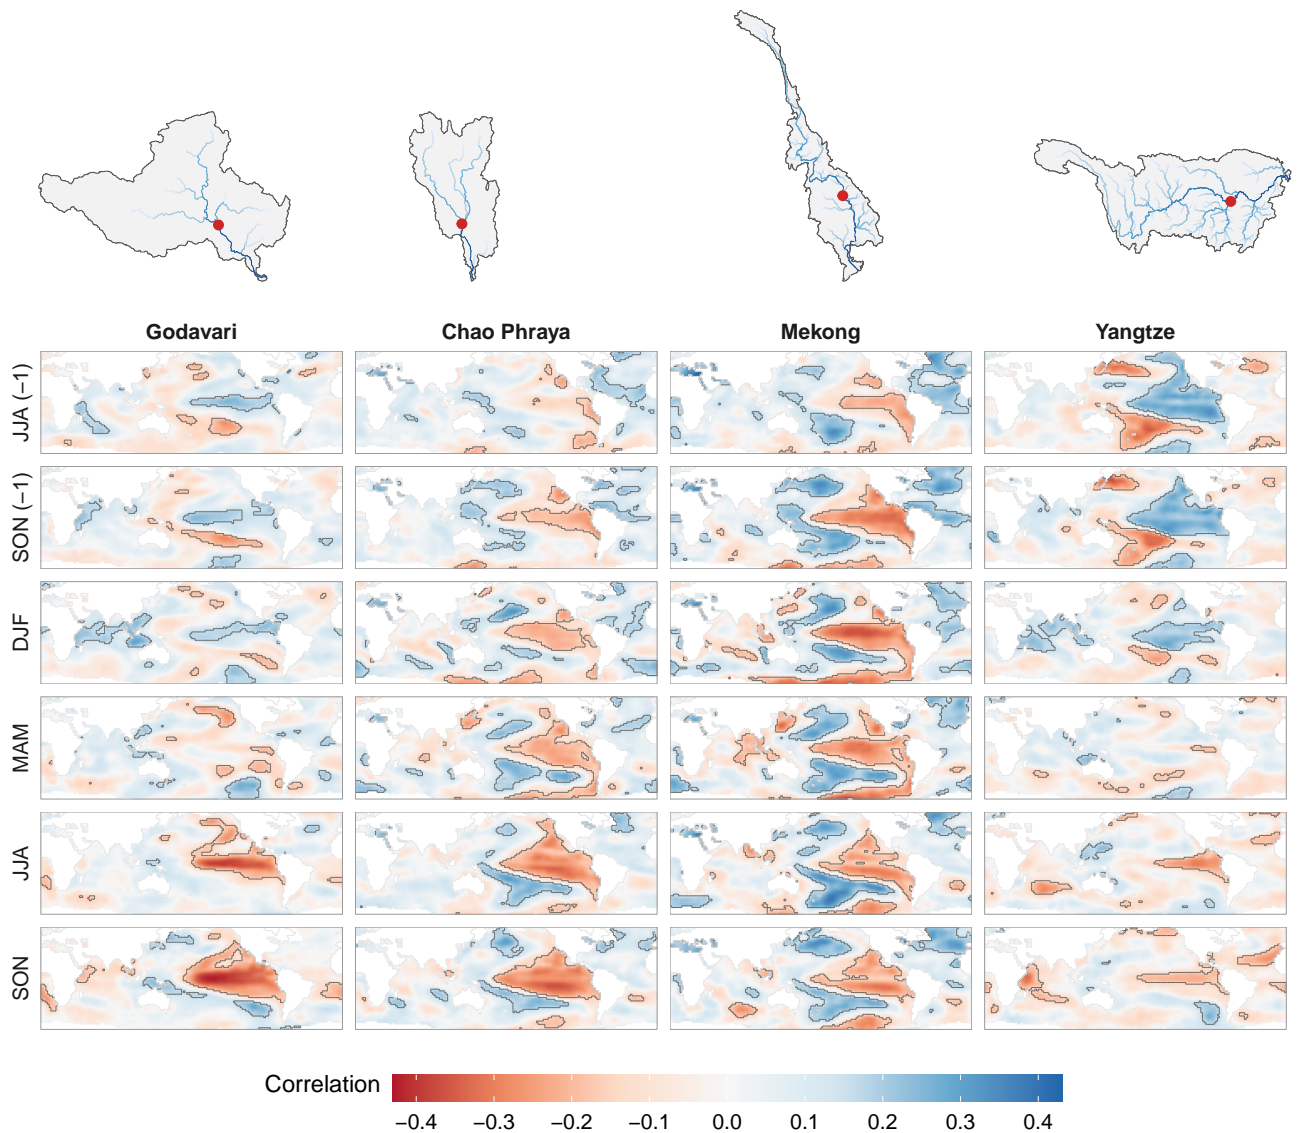 Godavari
Chao Phraya
Mekong
Yangtze
JJA (−1)
SON (−1)
DJF
MAM
JJA
SON
Correlation
−0.4 −0.3 −0.2 −0.1 0.0 0.1 0.2 0.3 0.4